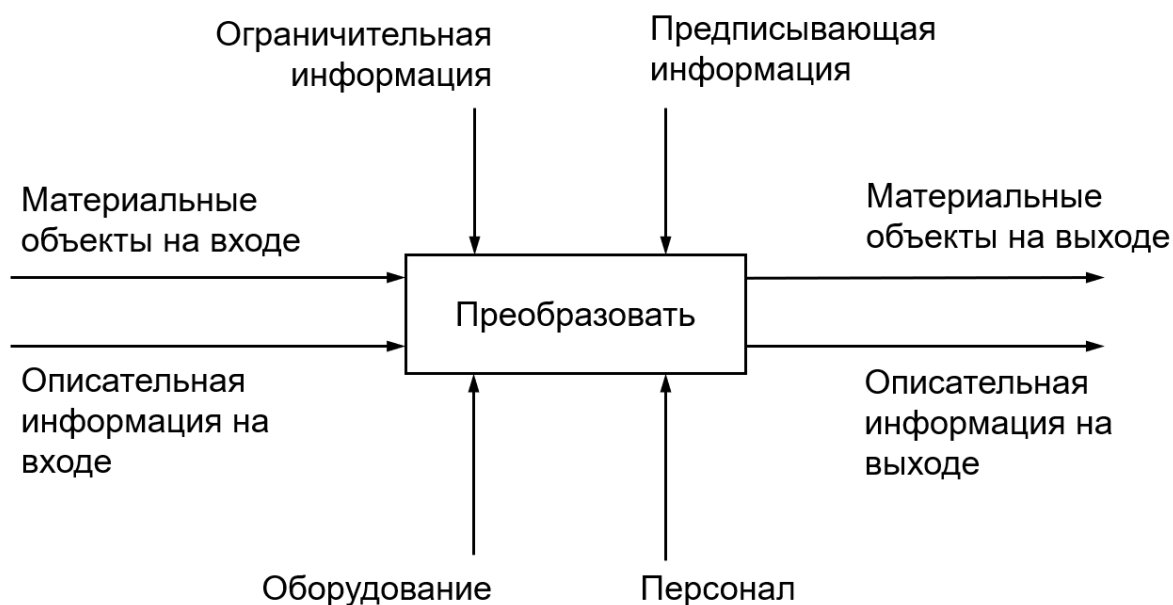 Ограничительная
информация
Предписывающая
информация
Материальные
объекты на входе
Материальные
объекты на выходе
Преобразовать
Описательная
информация на
входе
Описательная
информация на
выходе
Оборудование
Персонал